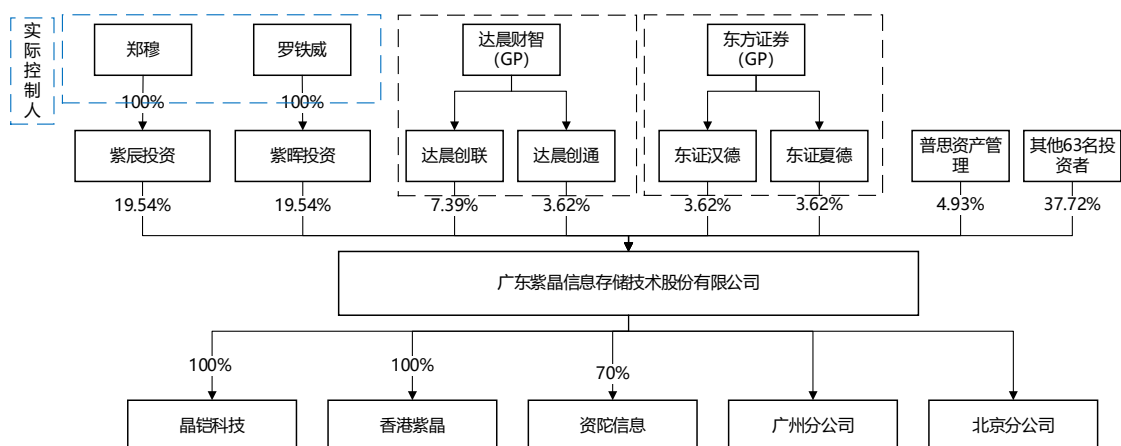 实
际
控
制
人
郑穆
罗铁威
达晨财智
（GP）
东方证券
（GP）
100%
100%
紫辰投资
紫晖投资
达晨创联
达晨创通
东证汉德
东证夏德
普思资产管
理
其他63名投
资者
19.54%
19.54%
7.39%
3.62%
3.62%
3.62%
4.93%
37.72%
广东紫晶信息存储技术股份有限公司
100%
100%
70%
晶铠科技
香港紫晶
资陀信息
广州分公司
北京分公司